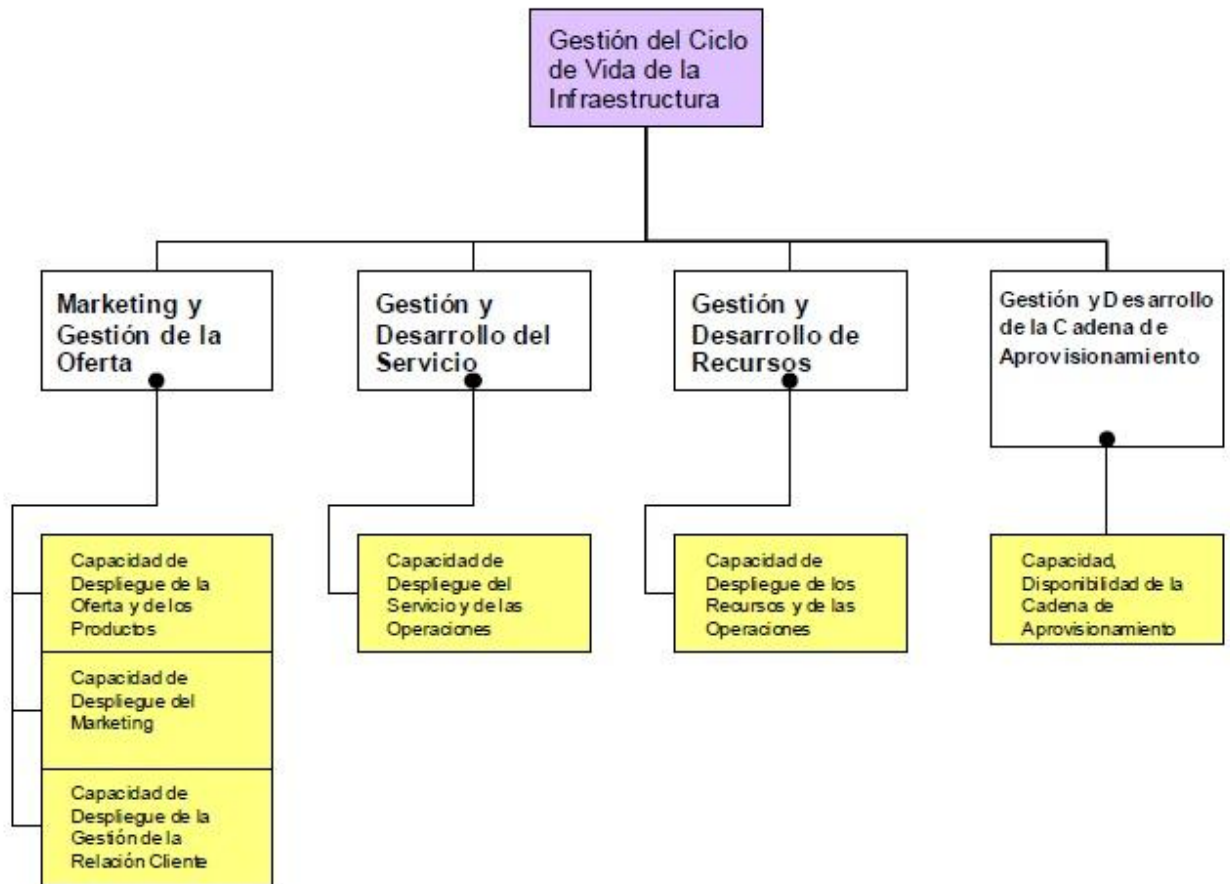 Gestión del Ciclo
de Vida de la
Infraestructura
Marketing y
Gestión de la
Oferta
Gestión y
Desarrollo del
Servicio
Gestión y
Desarrollo de
Recursos
Gestión y Desarrollo
de la Cadena de
Aprovisionamiento
Capacidad de
Despliegue de la
Oferta y de los
Productos
Capacidad de
Despliegue del
Marketing
Capacidad de
Despliegue de la
Gestión de la
Relación Cliente
Capacidad de
Despliegue del
Servicio y de las
Operaciones
Capacidad de
Despliegue de los
Recursos y de las
Operaciones
Capacidad,
Disponibilidad de la
Cadena de
Aprovisionamiento